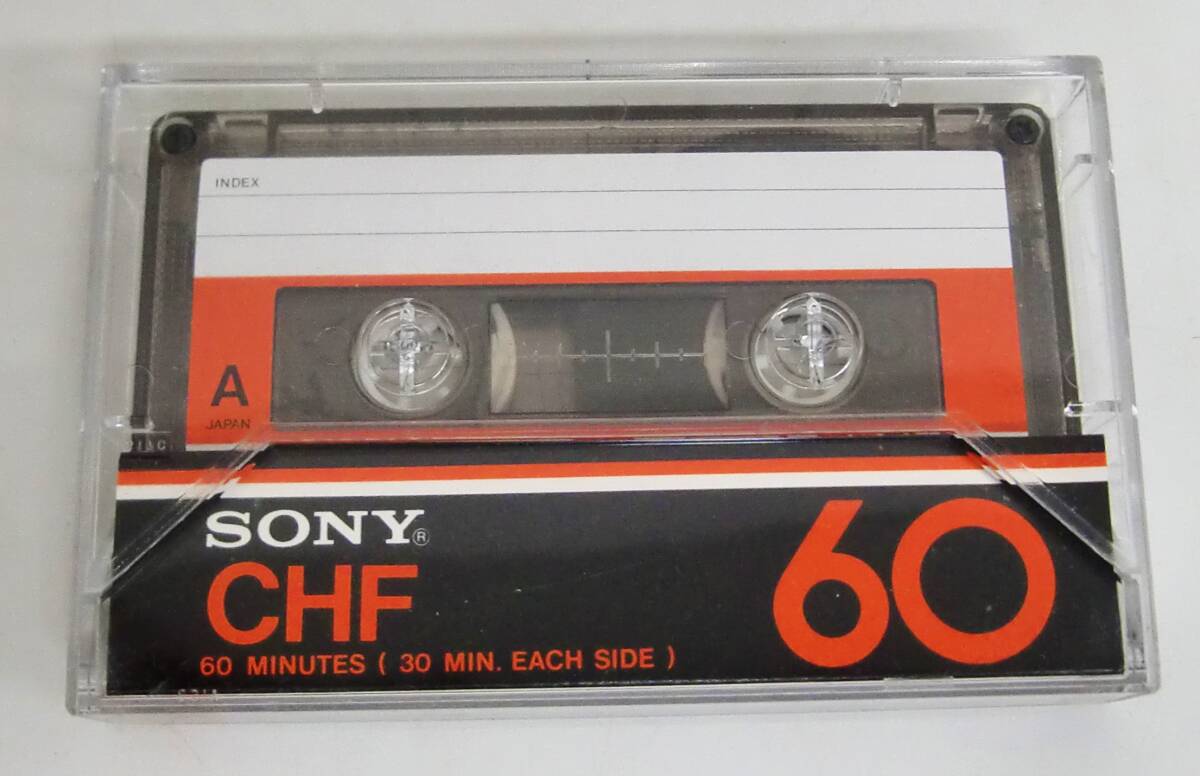 INDEX
A
JAPAN
SONY®
CHF
60
60 MINUTES ( 30 MIN. EACH SIDE )